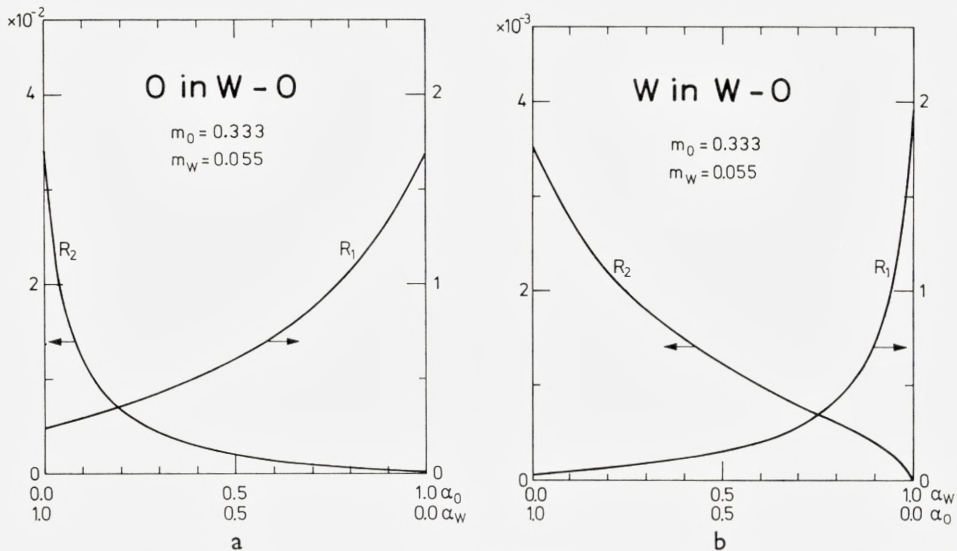 ×10⁻²
O in W – O
m₀ = 0.333
m_W = 0.055
R₂
R₁
4
2
0
2
1
0
0.0 0.5 1.0 α₀
1.0 0.5 0.0 α_W
a
×10⁻³
W in W – O
m₀ = 0.333
m_W = 0.055
R₂
R₁
4
2
0
2
1
0
0.0 0.5 1.0 α_W
1.0 0.5 0.0 α₀
b